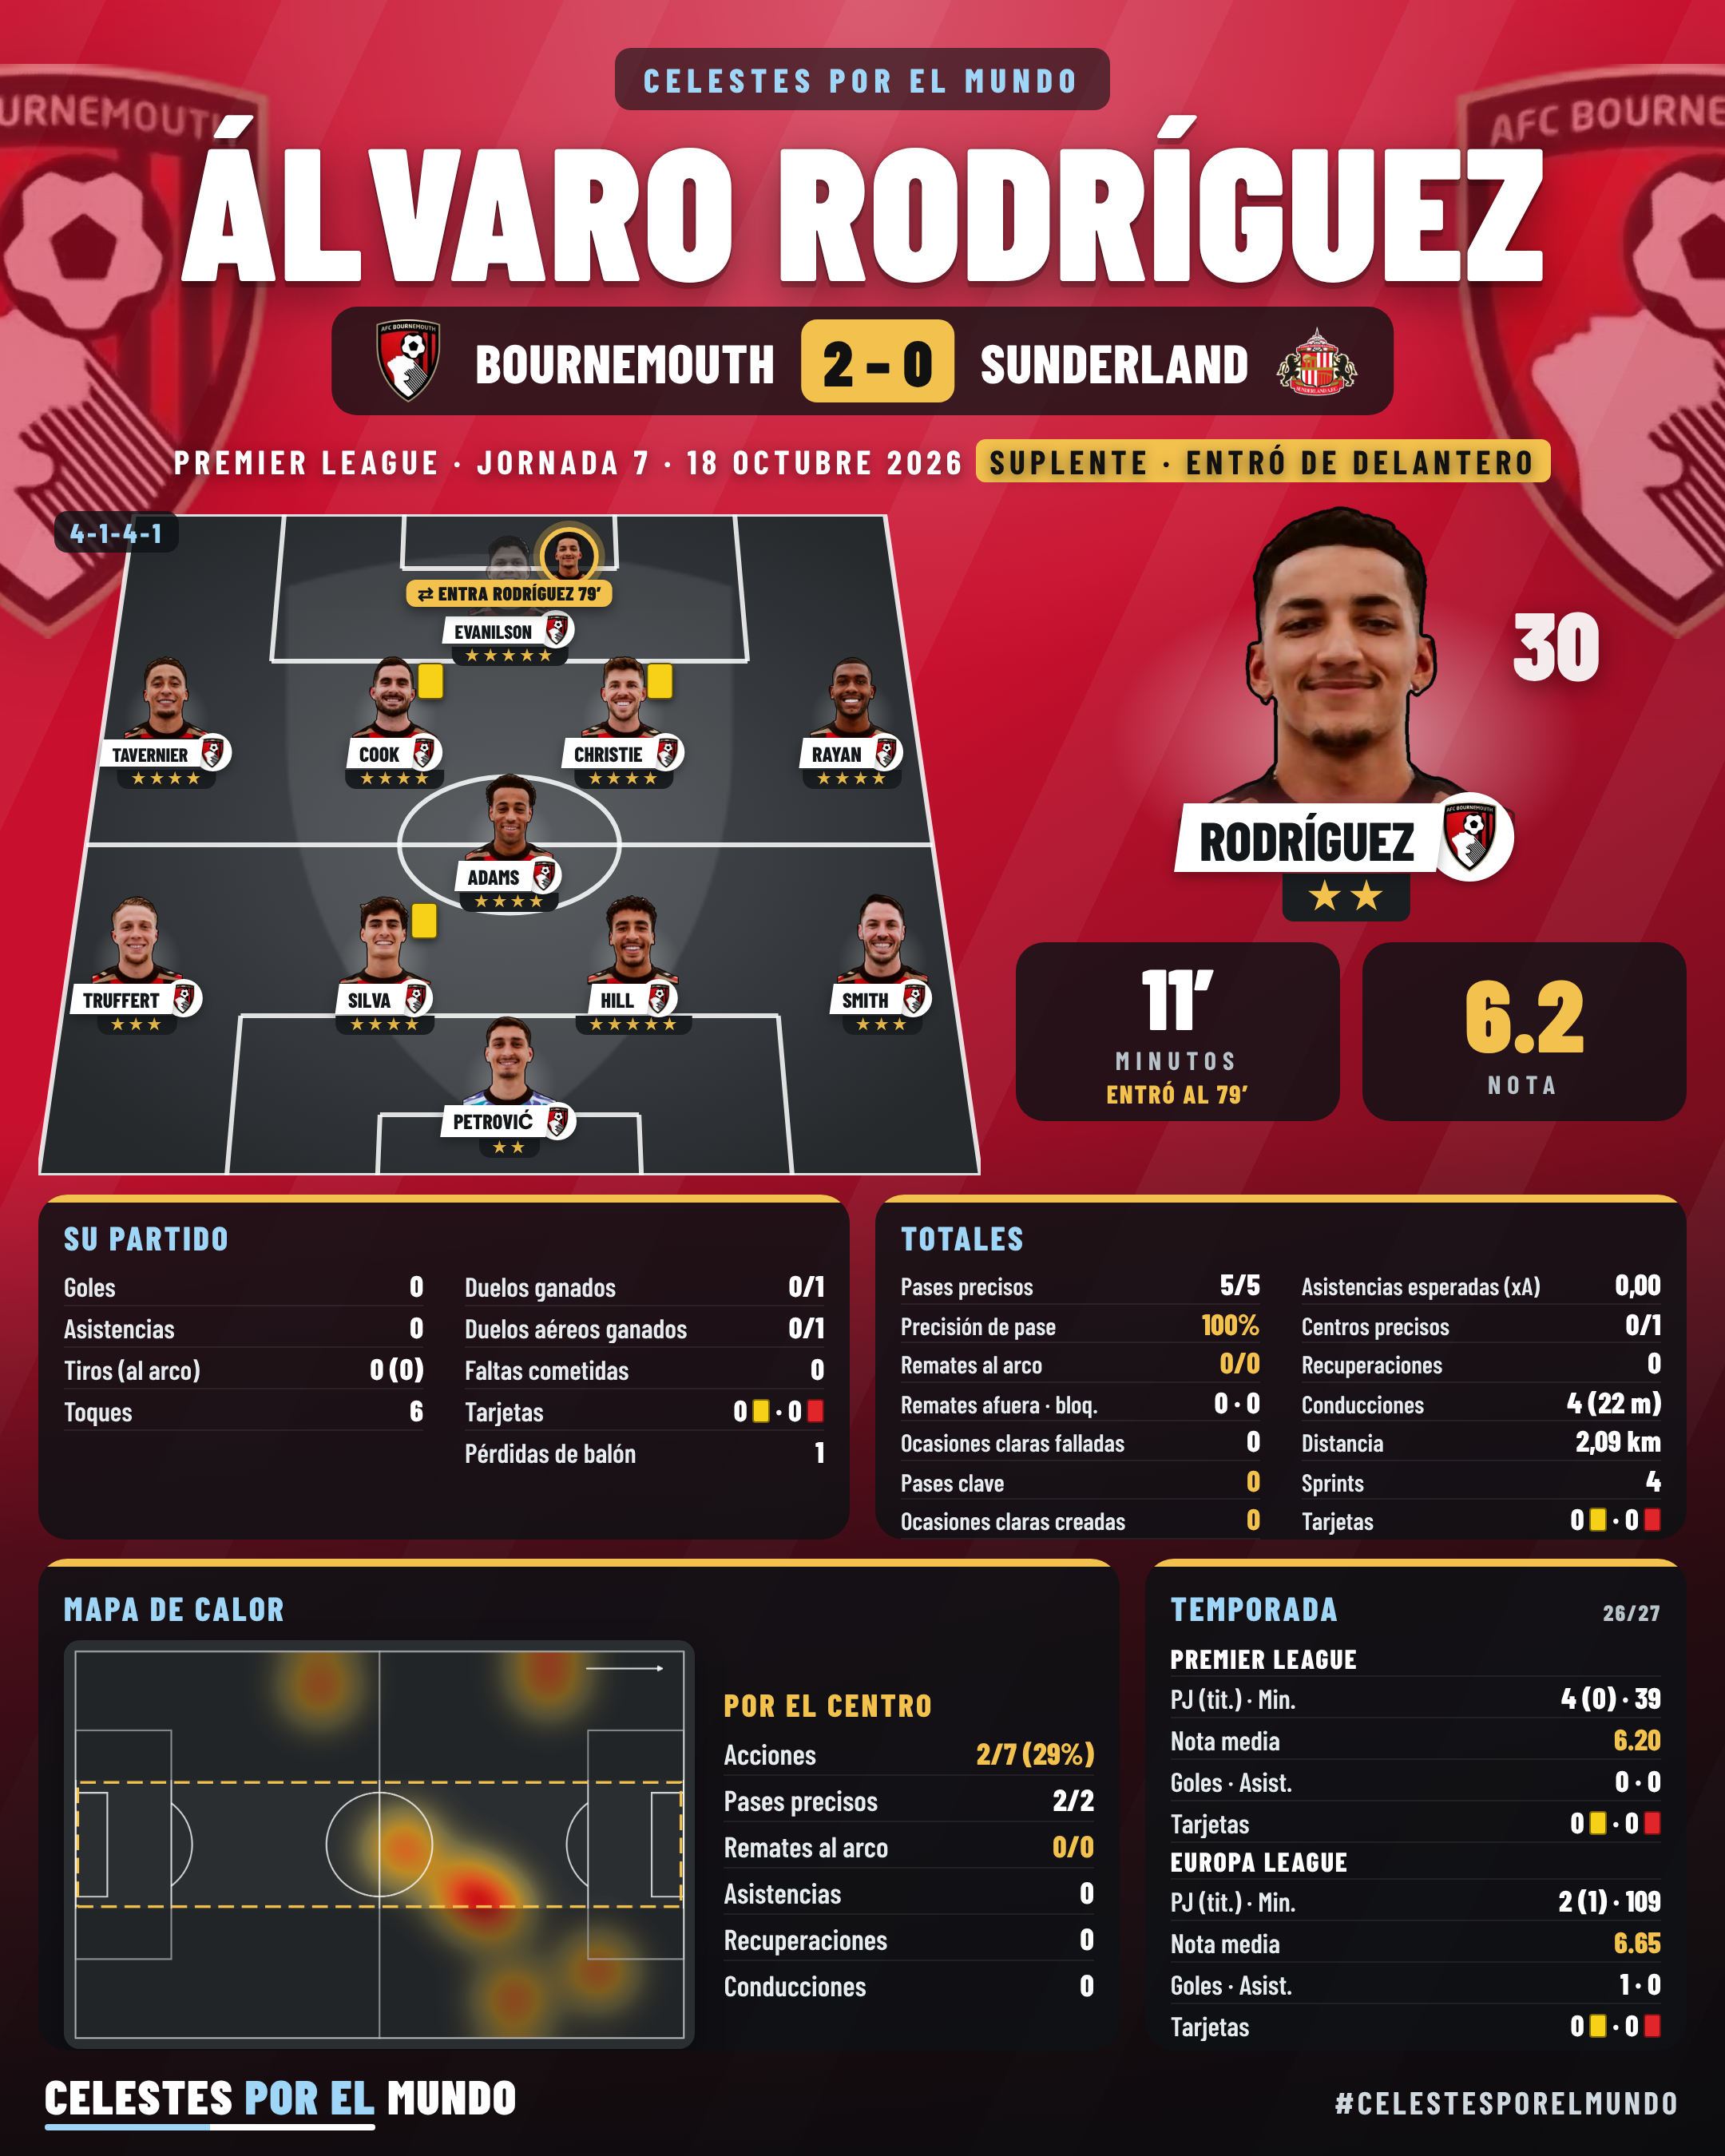 CELESTES POR EL MUNDO
URNEMOUTH
AFC BOURNE
ÁLVARO RODRÍGUEZ
AFC BOURNEMOUTH BOURNEMOUTH 2 – 0 SUNDERLAND SUNDERLAND A.F.C.
PREMIER LEAGUE · JORNADA 7 · 18 OCTUBRE 2026 SUPLENTE · ENTRÓ DE DELANTERO
4-1-4-1
⇄ ENTRA RODRÍGUEZ 79'
EVANILSON
★★★★★
TAVERNIER COOK CHRISTIE RAYAN
★★★★ ★★★★ ★★★★ ★★★★
ADAMS
★★★★
TRUFFERT SILVA HILL SMITH
★★★ ★★★★ ★★★★★ ★★★
PETROVIĆ
★★
30
RODRÍGUEZ AFC BOURNEMOUTH
★★
11'
MINUTOS
ENTRÓ AL 79'
6.2
NOTA
SU PARTIDO
Goles 0
Asistencias 0
Tiros (al arco) 0 (0)
Toques 6
Duelos ganados 0/1
Duelos aéreos ganados 0/1
Faltas cometidas 0
Tarjetas 0 · 0
Pérdidas de balón 1
TOTALES
Pases precisos 5/5
Precisión de pase 100%
Remates al arco 0/0
Remates afuera · bloq. 0 · 0
Ocasiones claras falladas 0
Pases clave 0
Ocasiones claras creadas 0
Asistencias esperadas (xA) 0,00
Centros precisos 0/1
Recuperaciones 0
Conducciones 4 (22 m)
Distancia 2,09 km
Sprints 4
Tarjetas 0 · 0
MAPA DE CALOR
POR EL CENTRO
Acciones 2/7 (29%)
Pases precisos 2/2
Remates al arco 0/0
Asistencias 0
Recuperaciones 0
Conducciones 0
TEMPORADA 26/27
PREMIER LEAGUE
PJ (tit.) · Min. 4 (0) · 39
Nota media 6.20
Goles · Asist. 0 · 0
Tarjetas 0 · 0
EUROPA LEAGUE
PJ (tit.) · Min. 2 (1) · 109
Nota media 6.65
Goles · Asist. 1 · 0
Tarjetas 0 · 0
CELESTES POR EL MUNDO
#CELESTESPORELMUNDO